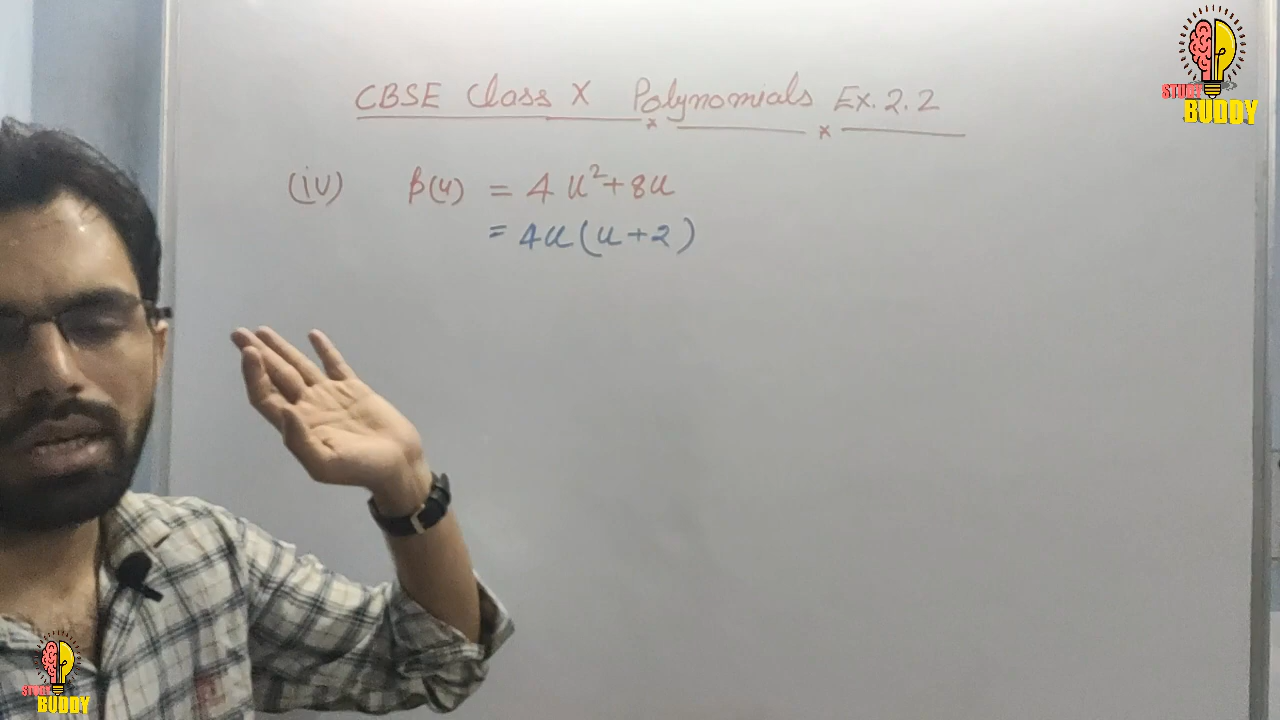 CBSE Class X Polynomials Ex. 2.2
(iv) p(u) = 4u²+8u
= 4u(u+2)
STUDY
BUDDY
STUDY
BUDDY